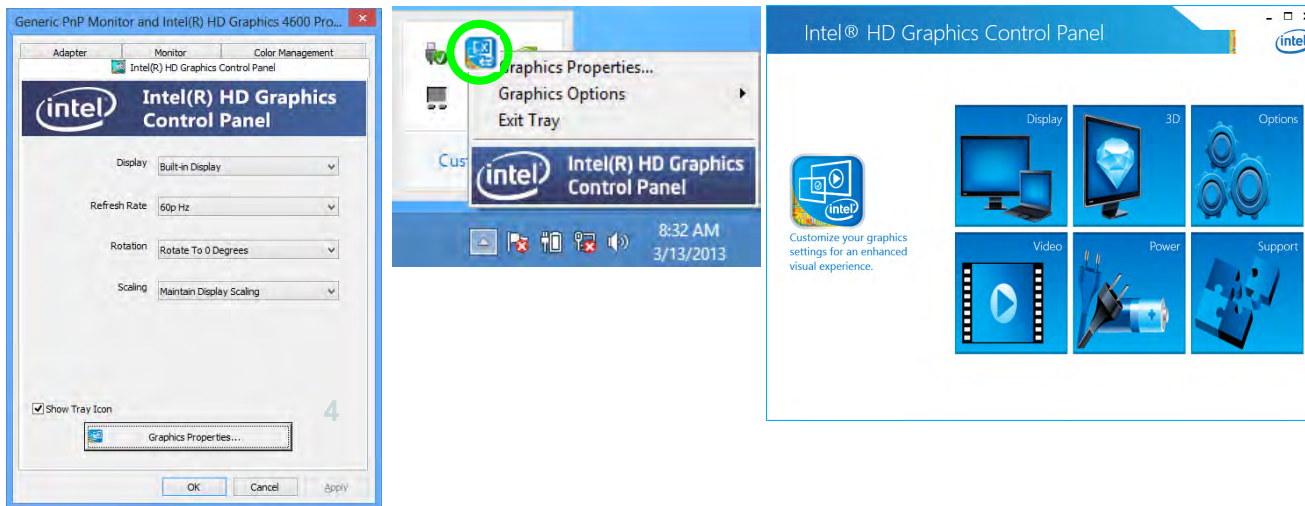 Generic PnP Monitor and Intel(R) HD Graphics 4600 Pro...
Adapter Monitor Color Management
Intel(R) HD Graphics Control Panel
intel
Intel(R) HD Graphics
Control Panel
Display Built-in Display
Refresh Rate 60p Hz
Rotation Rotate To 0 Degrees
Scaling Maintain Display Scaling
Show Tray Icon
4
Graphics Properties...
OK Cancel Apply
Graphics Properties...
Graphics Options
Exit Tray
Cus
intel
Intel(R) HD Graphics
Control Panel
8:32 AM
3/13/2013
Intel® HD Graphics Control Panel
inte
Display 3D Options
intel
Customize your graphics
settings for an enhanced
visual experience.
Video Power Support